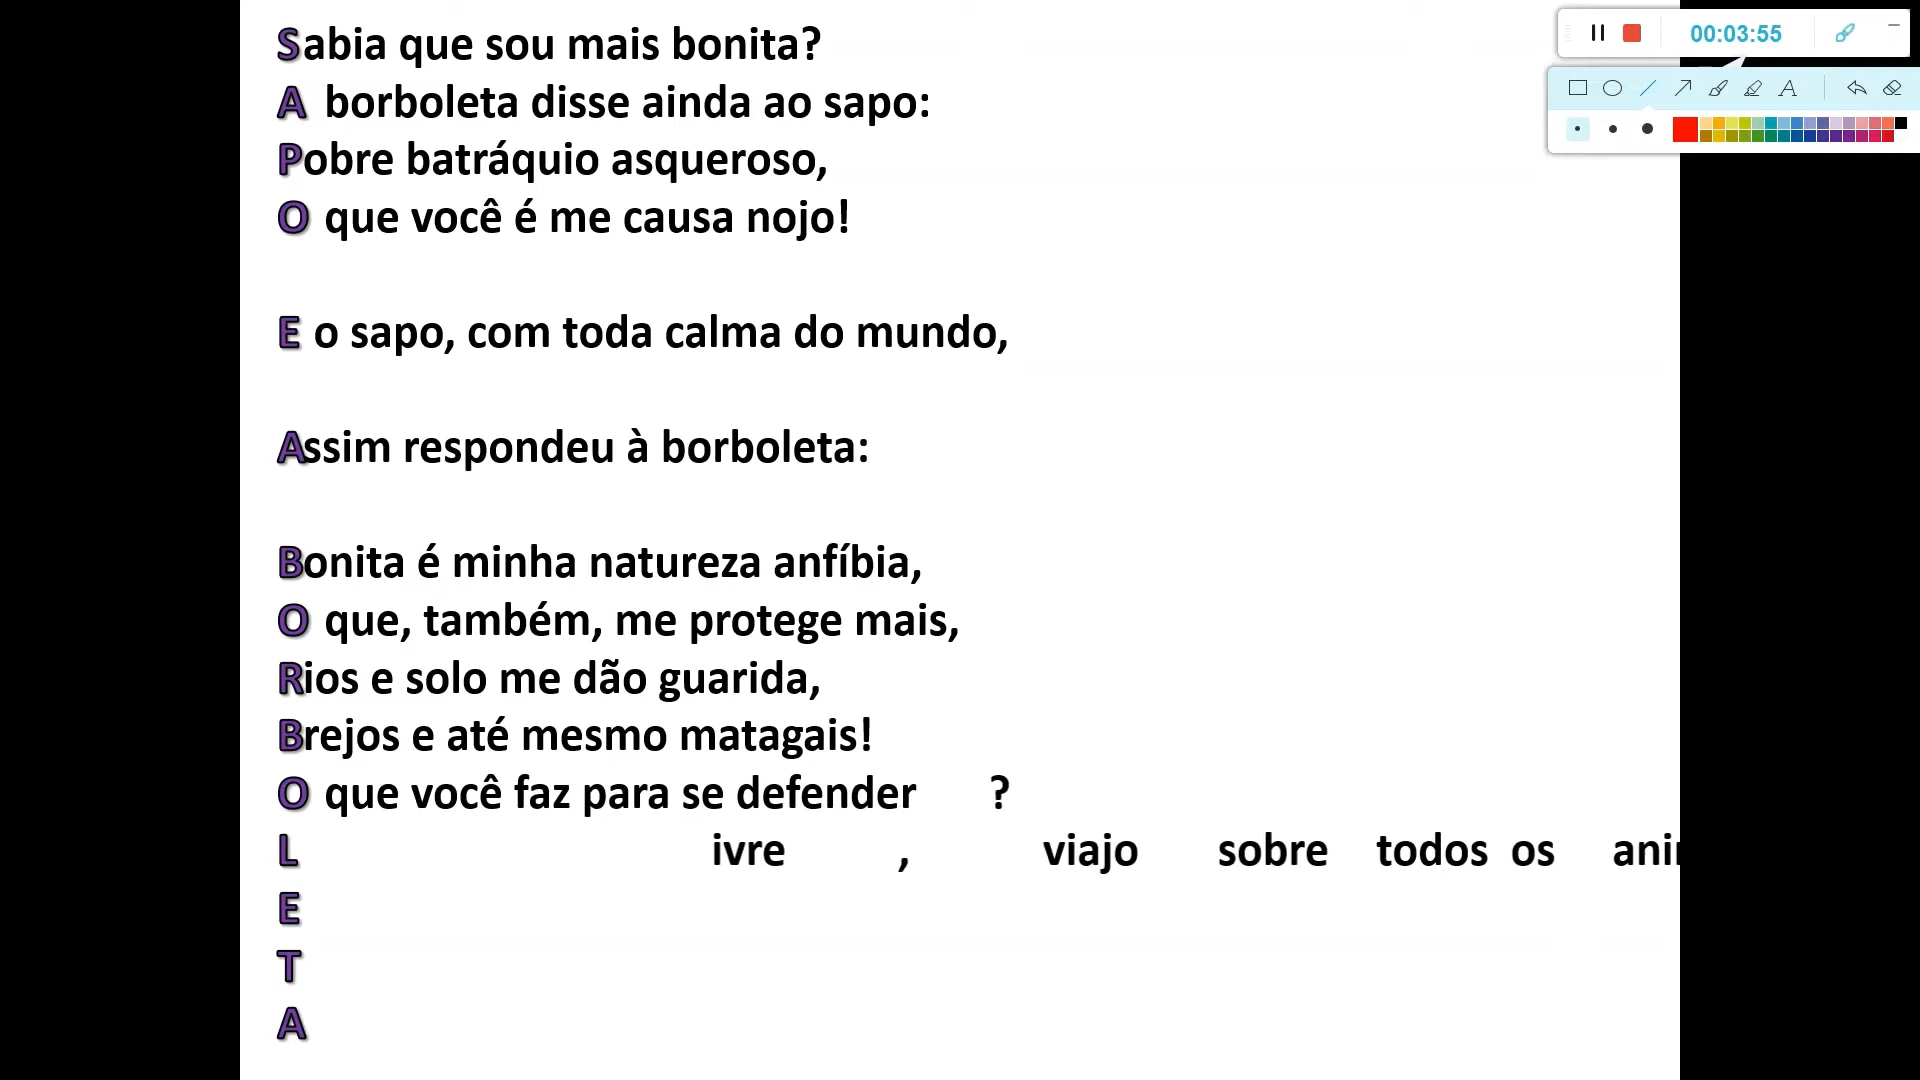 Sabia que sou mais bonita?
A borboleta disse ainda ao sapo:
Pobre batráquio asqueroso,
O que você é me causa nojo!
E o sapo, com toda calma do mundo,
Assim respondeu à borboleta:
Bonita é minha natureza anfíbia,
O que, também, me protege mais,
Rios e solo me dão guarida,
Brejos e até mesmo matagais!
O que você faz para se defender ?
L ivre , viajo sobre todos os
E
T
A
00:03:55
A